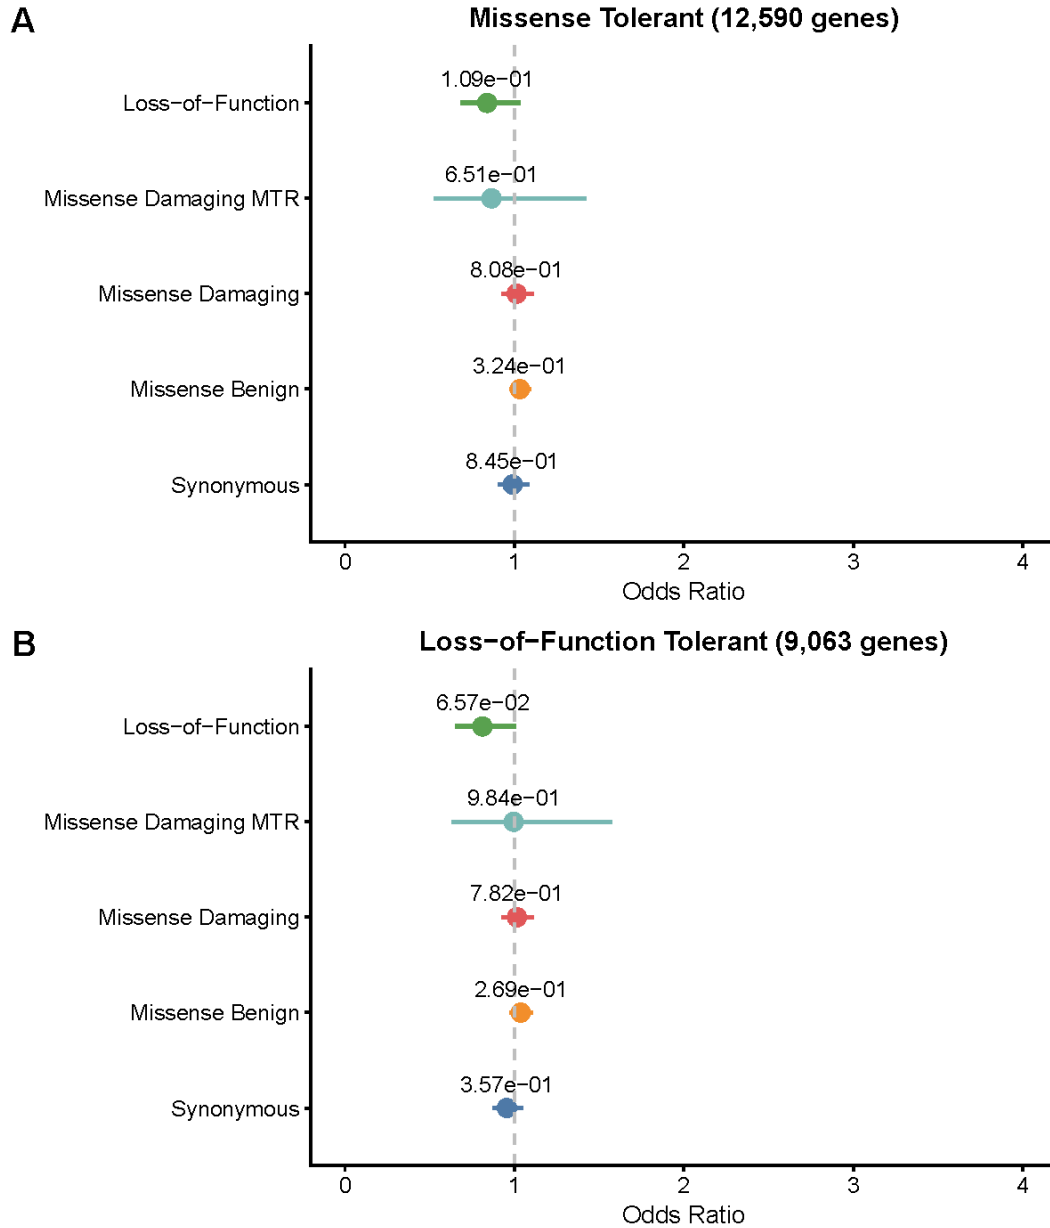 A
Missense Tolerant (12,590 genes)
Loss−of−Function
1.09e−01
Missense Damaging MTR
6.51e−01
Missense Damaging
8.08e−01
Missense Benign
3.24e−01
Synonymous
8.45e−01
0 1 2 3 4
Odds Ratio
B
Loss−of−Function Tolerant (9,063 genes)
Loss−of−Function
6.57e−02
Missense Damaging MTR
9.84e−01
Missense Damaging
7.82e−01
Missense Benign
2.69e−01
Synonymous
3.57e−01
0 1 2 3 4
Odds Ratio